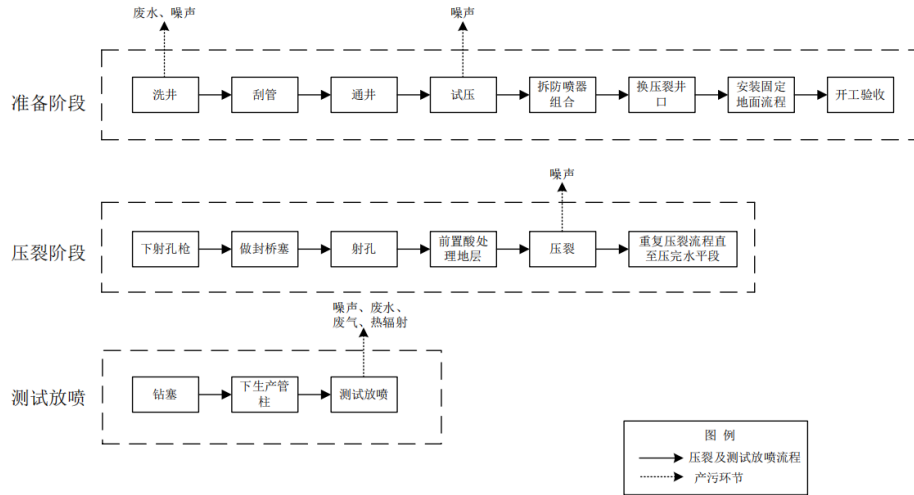 废水、噪声
噪声
准备阶段
洗井
刮管
通井
试压
拆防喷器
组合
换压裂井
口
安装固定
地面流程
开工验收
噪声
压裂阶段
下射孔枪
做封桥塞
射孔
前置酸处
理地层
压裂
重复压裂流程直
至压完水平段
噪声、废水、
废气、热辐射
测试放喷
钻塞
下生产管
柱
测试放喷
图 例
压裂及测试放喷流程
产污环节